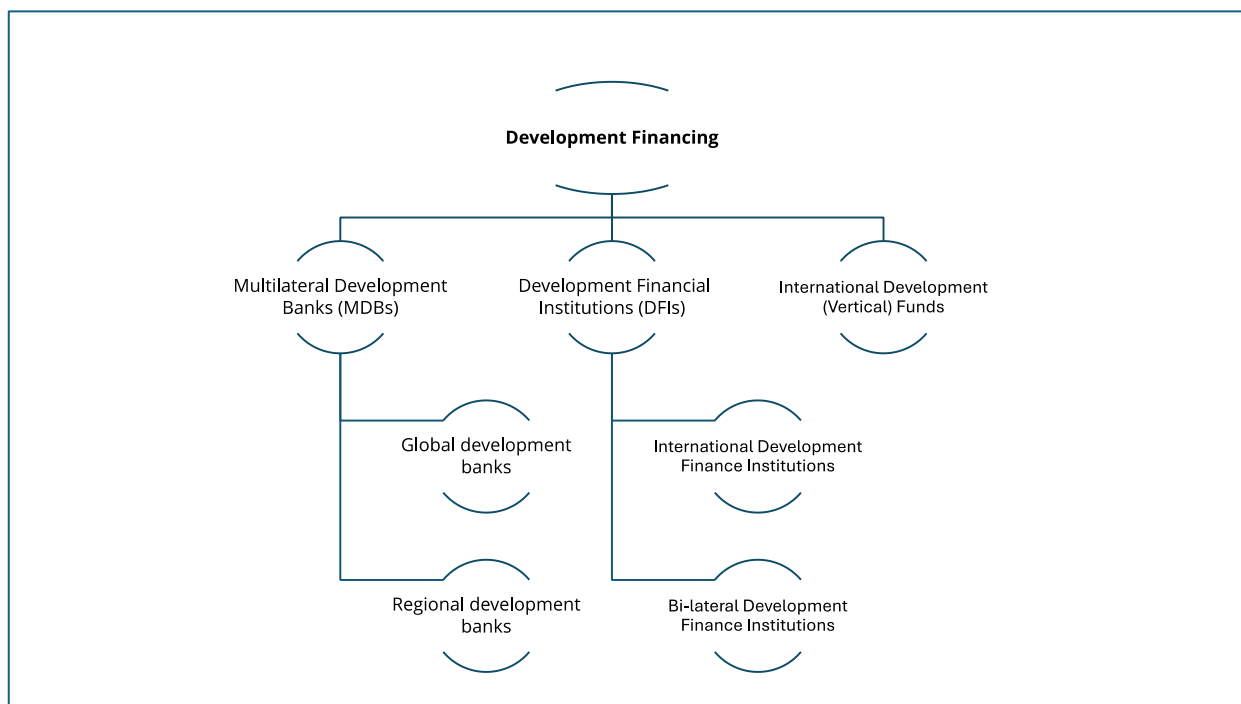 Development Financing
Multilateral Development
Banks (MDBs)
Development Financial
Institutions (DFIs)
International Development
(Vertical) Funds
Global development
banks
International Development
Finance Institutions
Regional development
banks
Bi-lateral Development
Finance Institutions